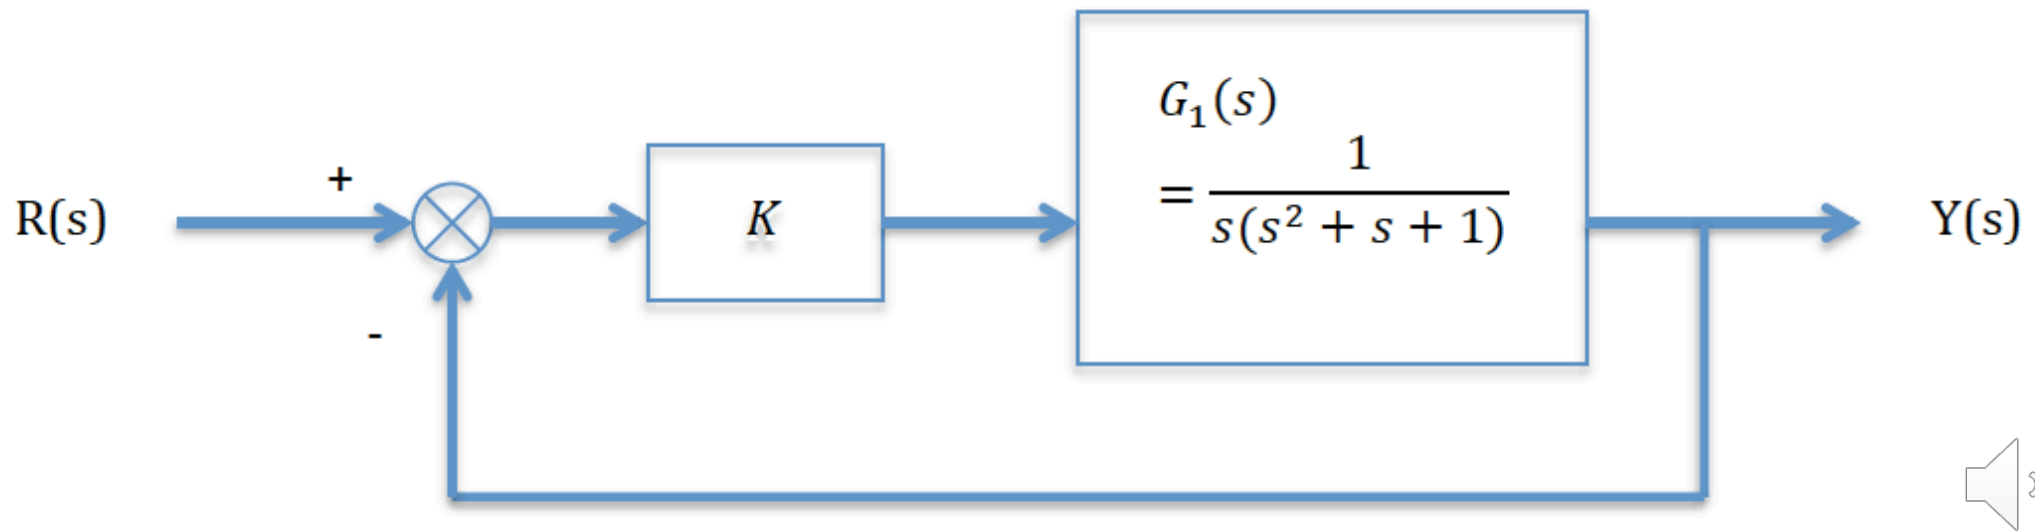 R(s)
+
-
K
G₁(s)
= 1 / s(s² + s + 1)
Y(s)